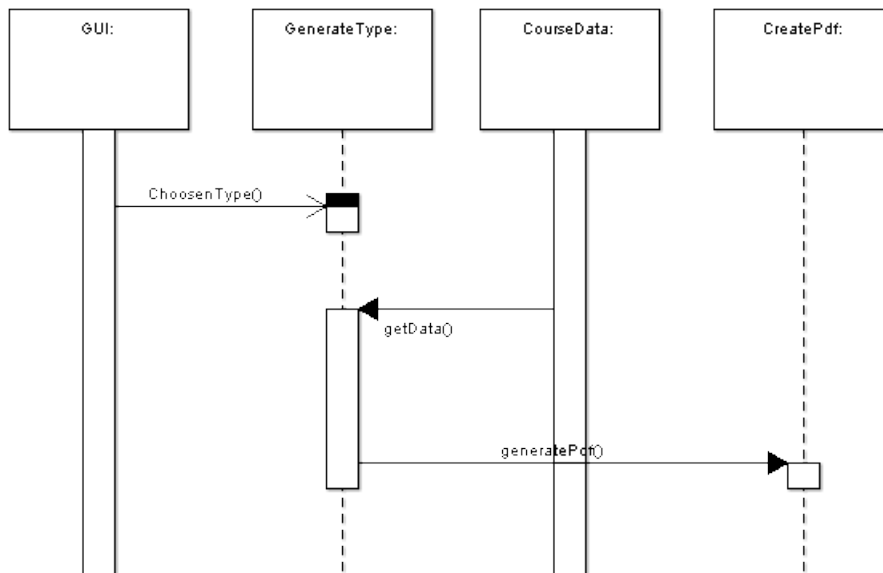 GUI:
GenerateType:
CourseData:
CreatePdf:
ChoosenType()
getData()
generatePdf()